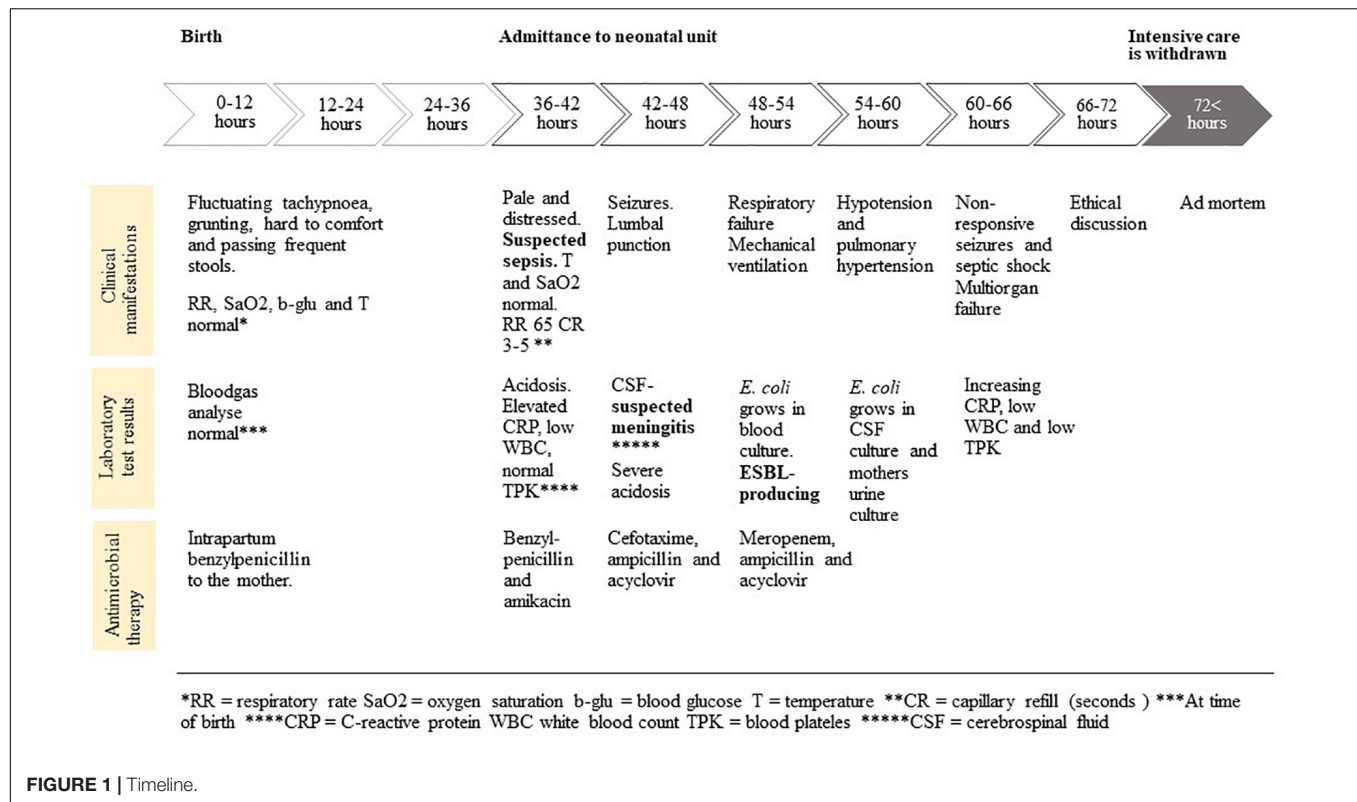 Birth
Admittance to neonatal unit
Intensive care
is withdrawn
0-12
hours
12-24
hours
24-36
hours
36-42
hours
42-48
hours
48-54
hours
54-60
hours
60-66
hours
66-72
hours
72<
hours
Clinical
manifestations
Fluctuating tachypnoea,
grunting, hard to comfort
and passing frequent
stools.
RR, SaO2, b-glu and T
normal*
Pale and
distressed.
Suspected
sepsis. T
and SaO2
normal.
RR 65 CR
3-5 **
Seizures.
Lumbal
punction
Respiratory
failure
Mechanical
ventilation
Hypotension
and
pulmonary
hypertension
Non-
responsive
seizures and
septic shock
Multiorgan
failure
Ethical
discussion
Ad mortem
Laboratory
test results
Bloodgas
analyse
normal***
Acidosis.
Elevated
CRP, low
WBC,
normal
TPK****
CSF-
suspected
meningitis
*****
Severe
acidosis
E. coli
grows in
blood
culture.
ESBL-
producing
E. coli
grows in
CSF
culture and
mothers
urine
culture
Increasing
CRP, low
WBC and low
TPK
Antimicrobial
therapy
Intrapartum
benzylpenicillin
to the mother.
Benzyl-
penicillin
and
amikacin
Cefotaxime,
ampicillin and
acyclovir
Meropenem,
ampicillin and
acyclovir
*RR = respiratory rate SaO2 = oxygen saturation b-glu = blood glucose T = temperature **CR = capillary refill (seconds ) ***At time
of birth ****CRP = C-reactive protein WBC white blood count TPK = blood plateles *****CSF = cerebrospinal fluid
FIGURE 1 | Timeline.